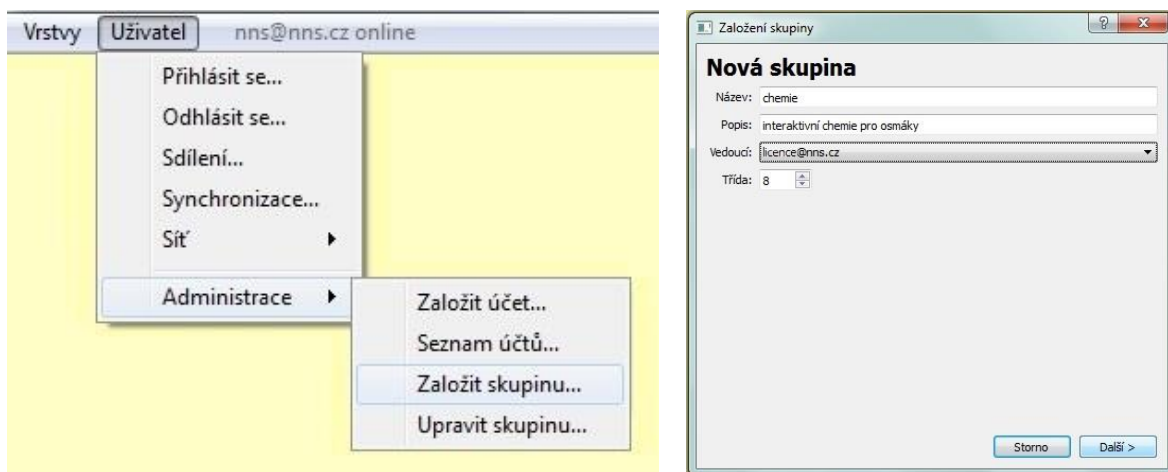 Vrstvy Uživatel nns@nns.cz online
Přihlásit se...
Odhlásit se...
Sdílení...
Synchronizace...
Síť
Administrace
Založit účet...
Seznam účtů...
Založit skupinu...
Upravit skupinu...
Založení skupiny
Nová skupina
Název: chemie
Popis: interaktivní chemie pro osmáky
Vedoucí: licence@nns.cz
Třída: 8
Storno Další >